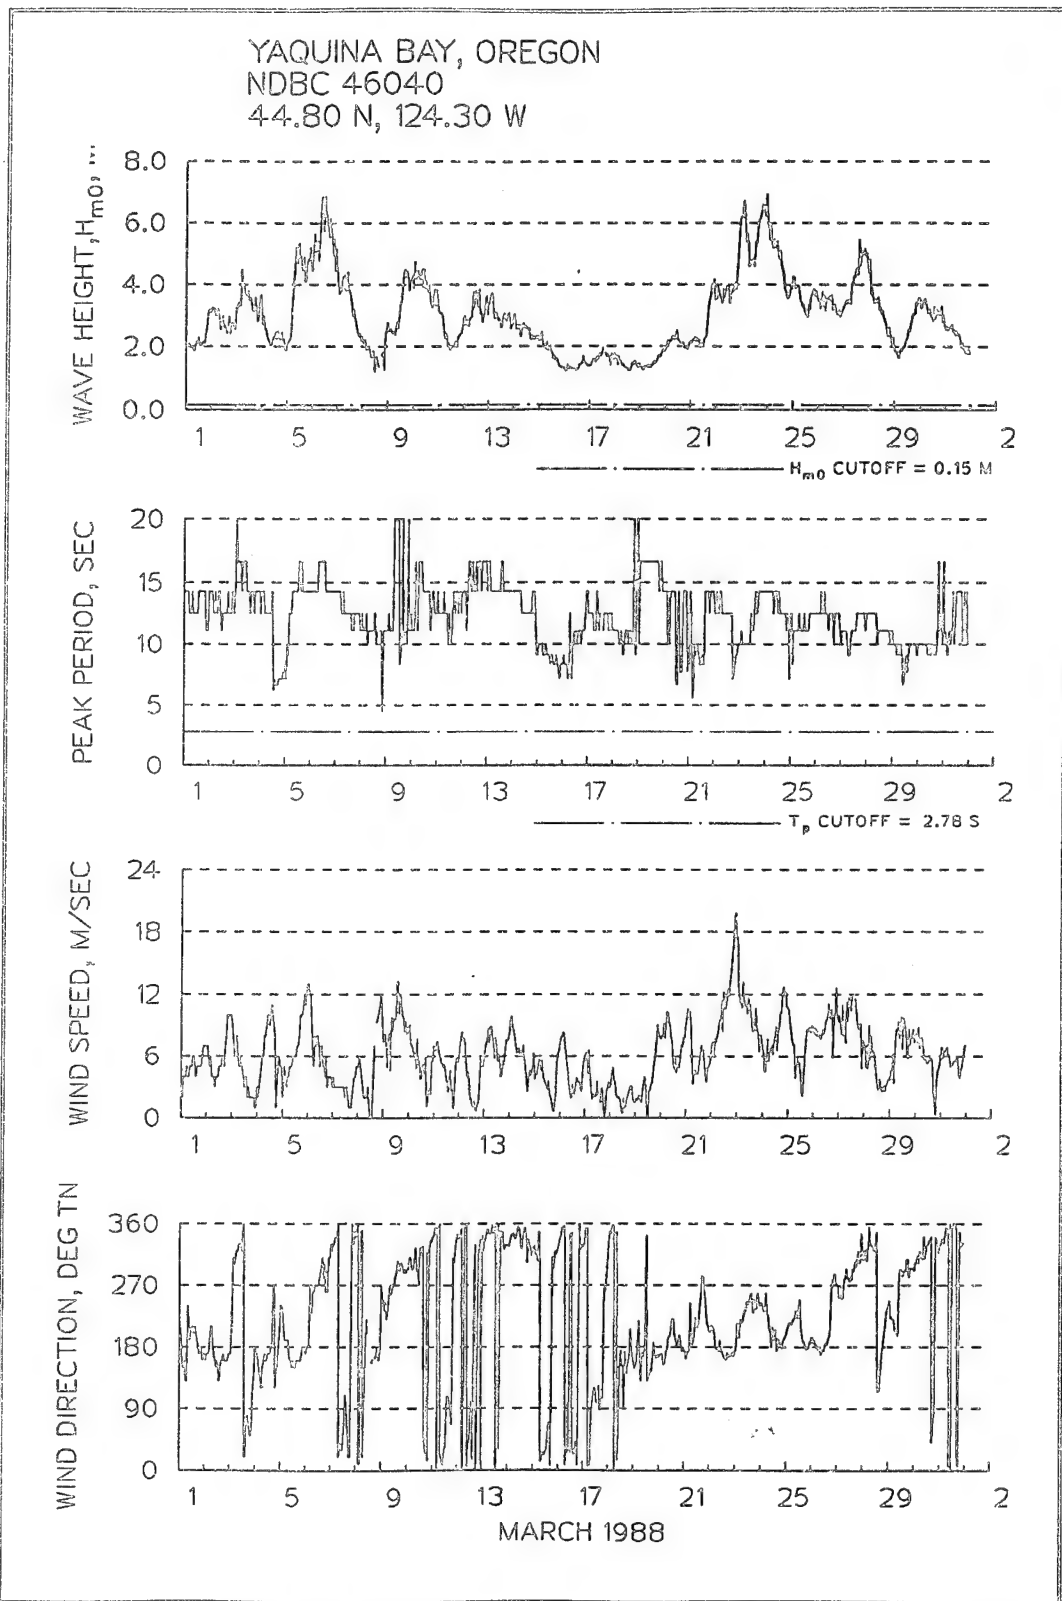 YAQUINA BAY, OREGON
NDBC 46040
44.80 N, 124.30 W
WAVE HEIGHT, Hm0,
8.0
6.0
4.0
2.0
0.0
1 5 9 13 17 21 25 29 2
Hm0 CUTOFF = 0.15 M
PEAK PERIOD, SEC
20
15
10
5
0
1 5 9 13 17 21 25 29 2
Tp CUTOFF = 2.78 S
WIND SPEED, M/SEC
24
18
12
6
0
1 5 9 13 17 21 25 29 2
WIND DIRECTION, DEG TN
360
270
180
90
0
1 5 9 13 17 21 25 29 2
MARCH 1988